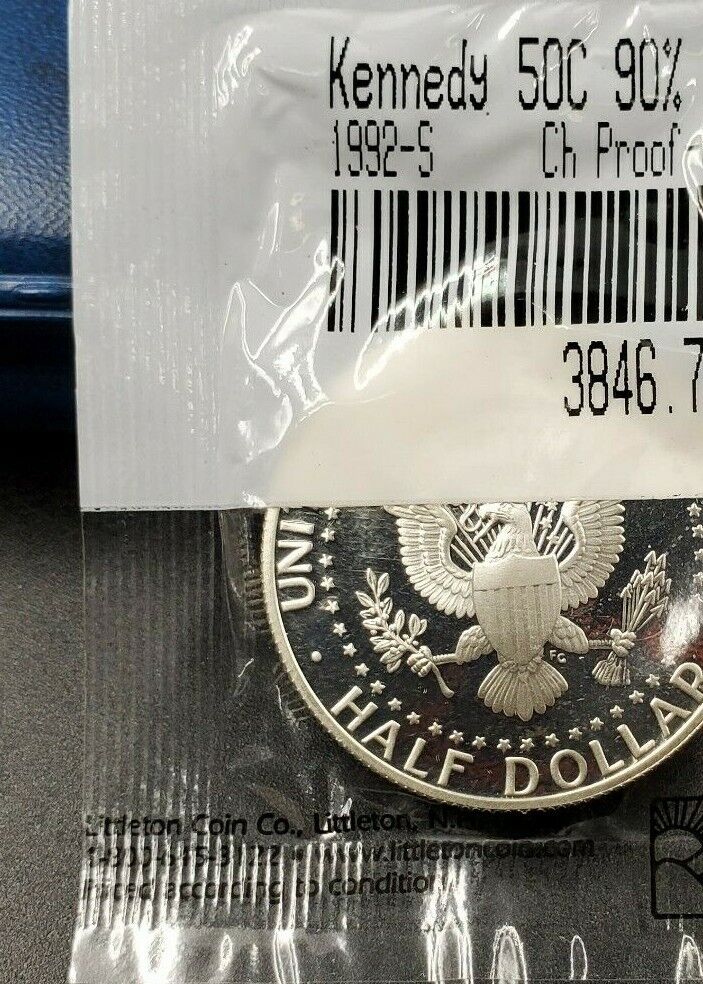 Kennedy 50C 90%
1992-S Ch Proof
3846.7
UNI
HALF DOLLAR
FG
Littleton Coin Co., Littleton, N.
www.littletoncoin.com
according to condition